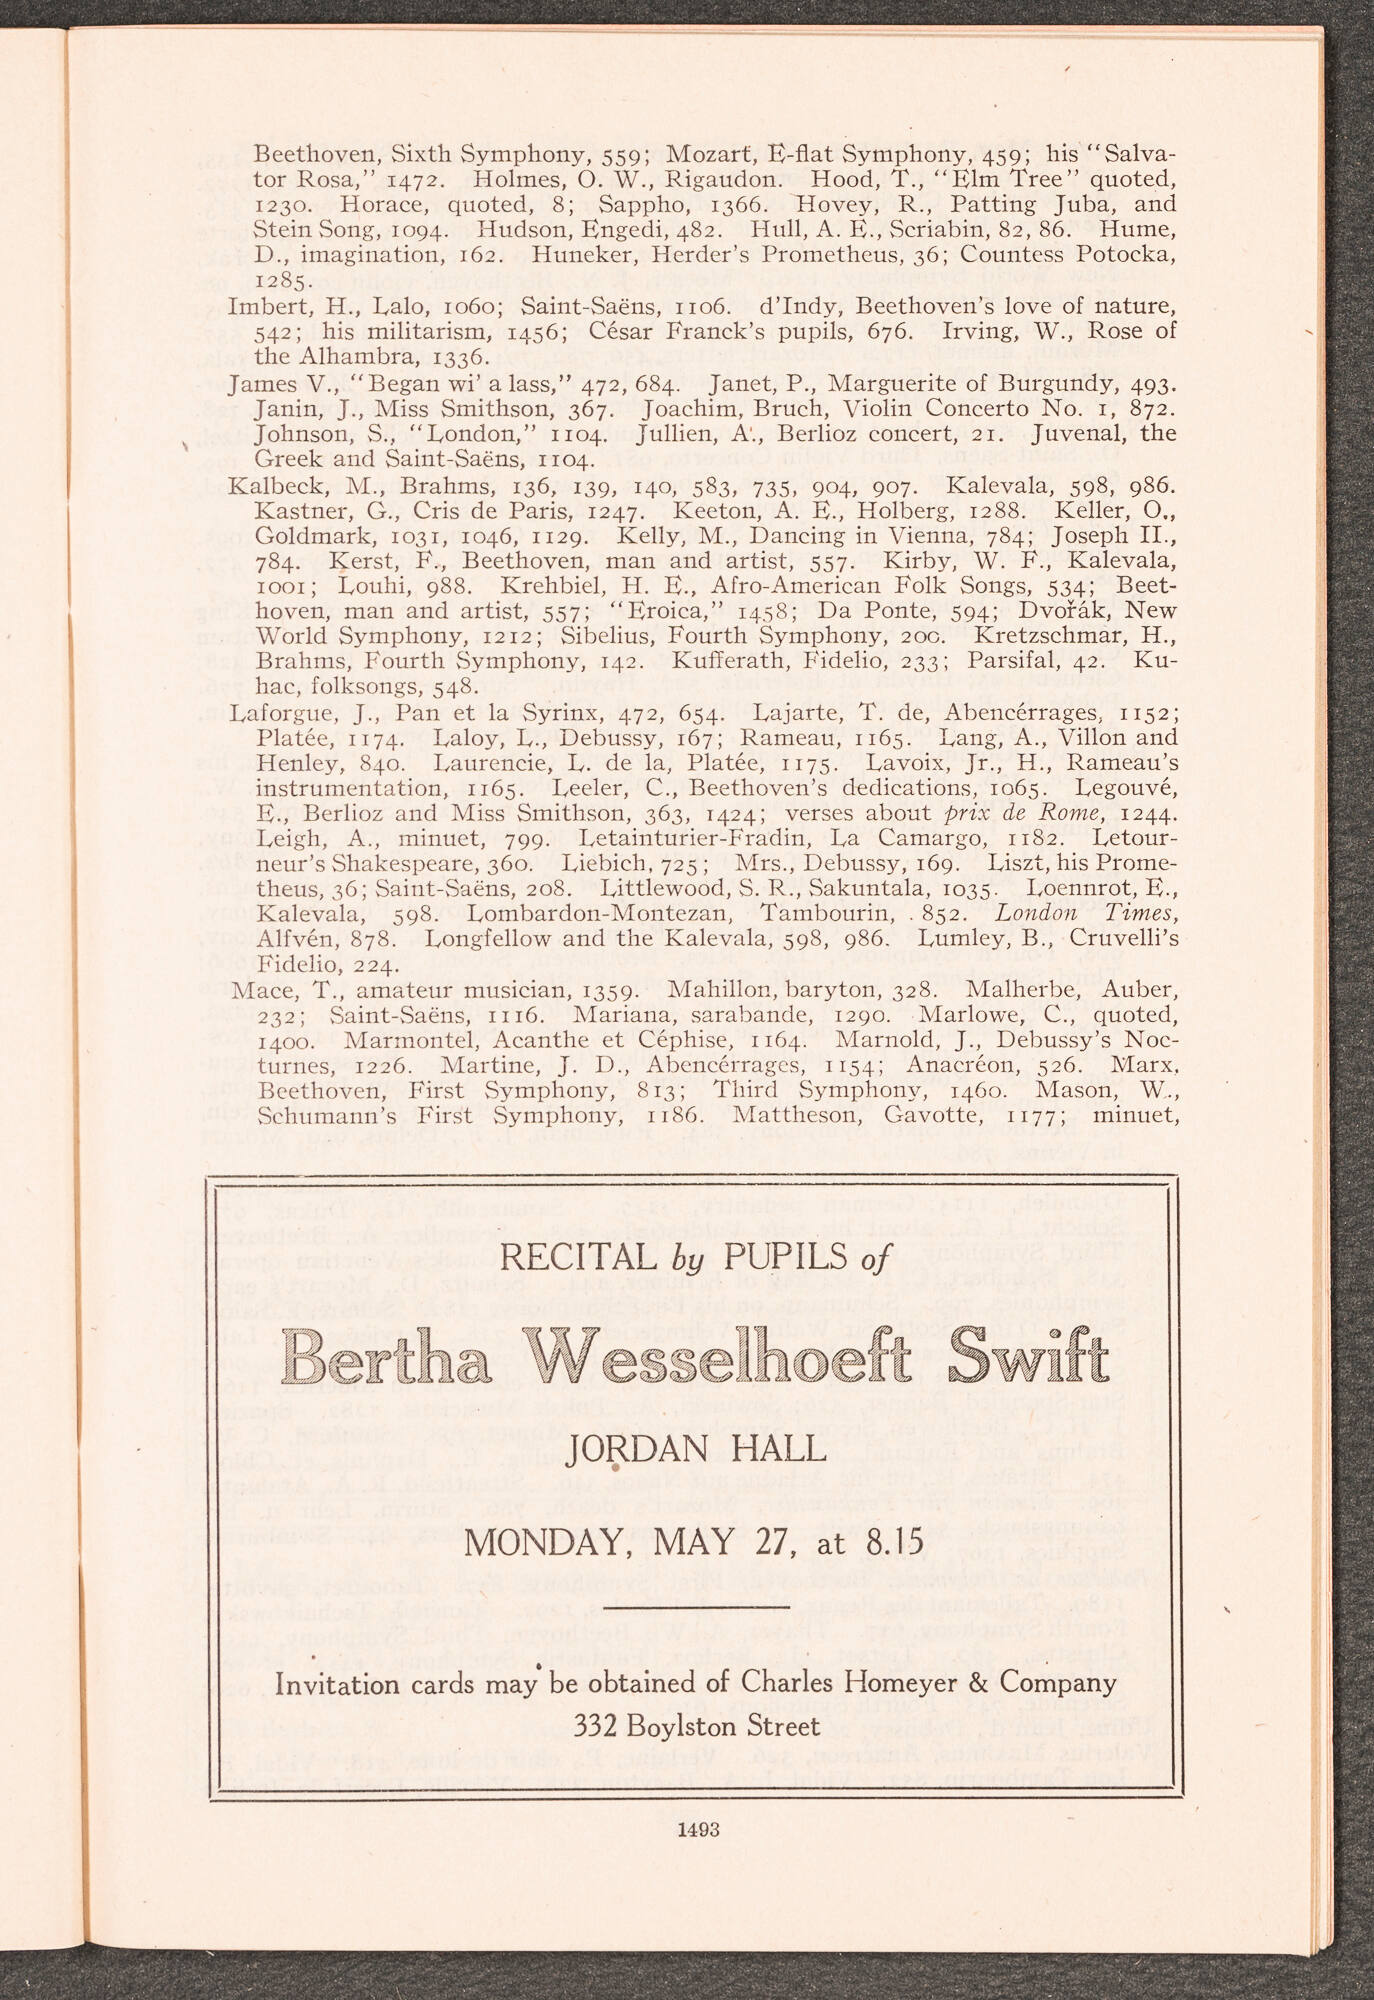 Beethoven, Sixth Symphony, 559; Mozart, E-flat Symphony, 459; his "Salva-
tor Rosa," 1472. Holmes, O. W., Rigaudon. Hood, T., "Elm Tree" quoted,
1230. Horace, quoted, 8; Sappho, 1366. Hovey, R., Patting Juba, and
Stein Song, 1094. Hudson, Engedi, 482. Hull, A. E., Scriabin, 82, 86. Hume,
D., imagination, 162. Huneker, Herder's Prometheus, 36; Countess Potocka,
1285.
Imbert, H., Lalo, 1060; Saint-Saëns, 1106. d'Indy, Beethoven's love of nature,
542; his militarism, 1456; César Franck's pupils, 676. Irving, W., Rose of
the Alhambra, 1336.
James V., "Began wi' a lass," 472, 684. Janet, P., Marguerite of Burgundy, 493.
Janin, J., Miss Smithson, 367. Joachim, Bruch, Violin Concerto No. 1, 872.
Johnson, S., "London," 1104. Jullien, A., Berlioz concert, 21. Juvenal, the
Greek and Saint-Saëns, 1104.
Kalbeck, M., Brahms, 136, 139, 140, 583, 735, 904, 907. Kalevala, 598, 986.
Kastner, G., Cris de Paris, 1247. Keeton, A. E., Holberg, 1288. Keller, O.,
Goldmark, 1031, 1046, 1129. Kelly, M., Dancing in Vienna, 784; Joseph II.,
784. Kerst, F., Beethoven, man and artist, 557. Kirby, W. F., Kalevala,
1001; Louhi, 988. Krehbiel, H. E., Afro-American Folk Songs, 534; Beet-
hoven, man and artist, 557; "Eroica," 1458; Da Ponte, 594; Dvořák, New
World Symphony, 1212; Sibelius, Fourth Symphony, 200. Kretzschmar, H.,
Brahms, Fourth Symphony, 142. Kufferath, Fidelio, 233; Parsifal, 42. Ku-
hac, folksongs, 548.
Laforgue, J., Pan et la Syrinx, 472, 654. Lajarte, T. de, Abencérrages, 1152;
Platée, 1174. Laloy, L., Debussy, 167; Rameau, 1165. Lang, A., Villon and
Henley, 840. Laurencie, L. de la, Platée, 1175. Lavoix, Jr., H., Rameau's
instrumentation, 1165. Leeler, C., Beethoven's dedications, 1065. Legouvé,
E., Berlioz and Miss Smithson, 363, 1424; verses about prix de Rome, 1244.
Leigh, A., minuet, 799. Letainturier-Fradin, La Camargo, 1182. Letour-
neur's Shakespeare, 360. Liebich, 725; Mrs., Debussy, 169. Liszt, his Prome-
theus, 36; Saint-Saëns, 208. Littlewood, S. R., Sakuntala, 1035. Loennrot, E.,
Kalevala, 598. Lombardon-Montezan, Tambourin, . 852. London Times,
Alfvén, 878. Longfellow and the Kalevala, 598, 986. Lumley, B., Cruvelli's
Fidelio, 224.
Mace, T., amateur musician, 1359. Mahillon, baryton, 328. Malherbe, Auber,
232; Saint-Saëns, 1116. Mariana, sarabande, 1290. Marlowe, C., quoted,
1400. Marmontel, Acanthe et Céphise, 1164. Marnold, J., Debussy's Noc-
turnes, 1226. Martine, J. D., Abencérrages, 1154; Anacréon, 526. Marx,
Beethoven, First Symphony, 813; Third Symphony, 1460. Mason, W.,
Schumann's First Symphony, 1186. Mattheson, Gavotte, 1177; minuet,
RECITAL by PUPILS of
Bertha Wesselhoeft Swift
JORDAN HALL
MONDAY, MAY 27, at 8.15
Invitation cards may be obtained of Charles Homeyer & Company
332 Boylston Street
1493